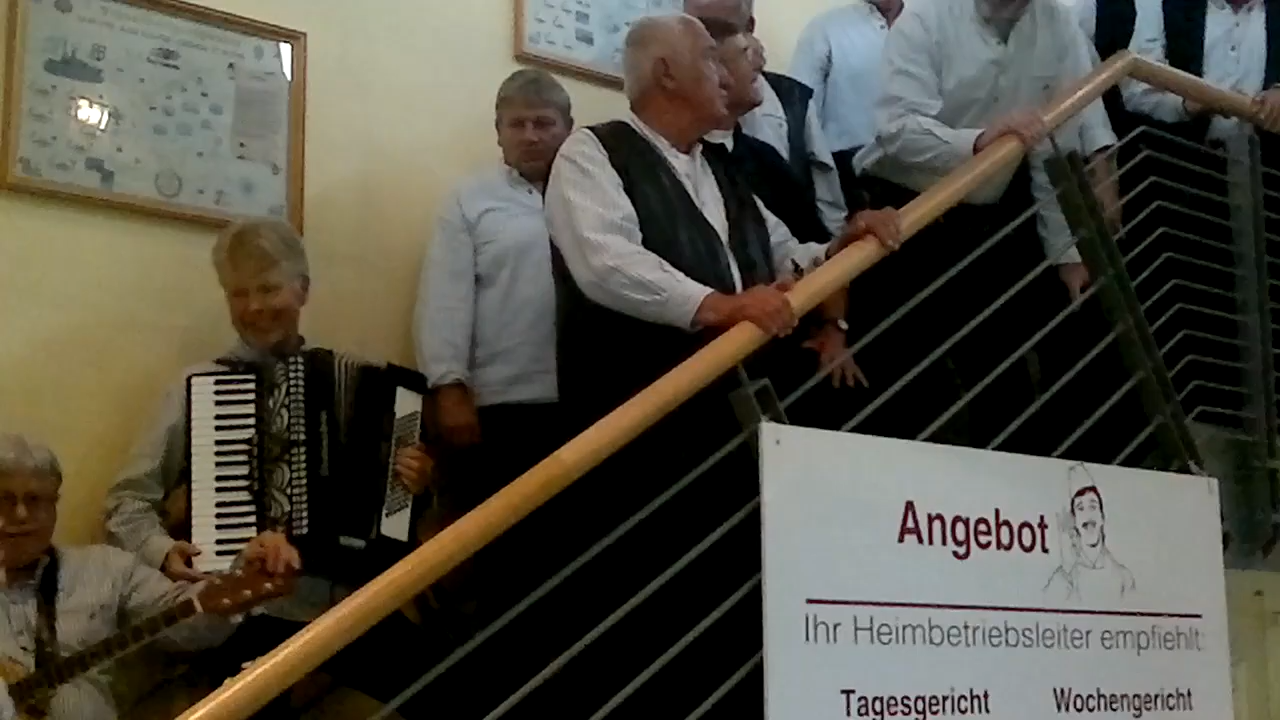 Angebot
Ihr Heimbetriebsleiter empfiehlt:
Tagesgericht Wochengericht